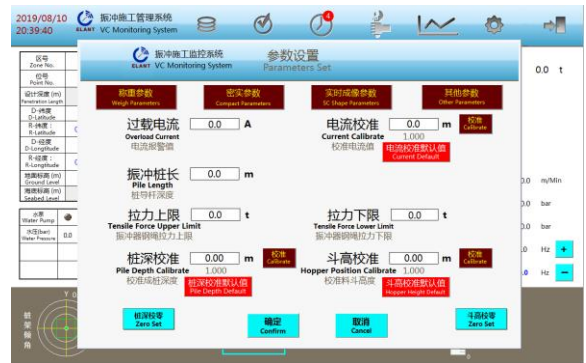 2019/08/10
20:39:40
ELANT
振冲施工管理系统
VC Monitoring System
4
区号
Zone No.
位号
Point No.
设计深度 (m)
Penetration Length
D-纬度
D-Latitude
R-纬度：
R-Latitude
D-经度
D-Longtitude
R-经度：
R-Longtitude
地面标高 (m)
Ground Level
海底标高 (m)
Seabed Level
水泵
Water Pump
水压(bar)
Water Pressure
0.0
桩架倾角
Y
ELANT
振冲施工监控系统
VC Monitoring System
参数设置
Parameters Set
称重参数
Weigh Parameters
密实参数
Compact Parameters
实时成像参数
SC Shape Parameters
其他参数
Other Parameters
过载电流 0.0 A
Overload Current
电流报警值
电流校准 0.0 m
Current Calibrate 1.000
校准电流值
校准
Calibrate
电流校准默认值
Current Default
振冲桩长 0.0 m
Pile Length
桩导杆深度
拉力上限 0.0 t
Tensile Force Upper Limit
振冲器钢绳拉力上限
拉力下限 0.0 t
Tensile Force Lower Limit
振冲器钢绳拉力下限
桩深校准 0.00 m
Pile Depth Calibrate 1.000
校准成桩深度
校准
Calibrate
桩深校准默认值
Pile Depth Default
斗高校准 0.00 m
Hopper Position Calibrate 1.000
校准料斗高度
校准
Calibrate
斗高校准默认值
Hopper Height Default
桩深校零
Zero Set
确定
Confirm
取消
Cancel
斗高校零
Zero Set
0.0 t
m/Min
bar
bar
Hz +
Hz −